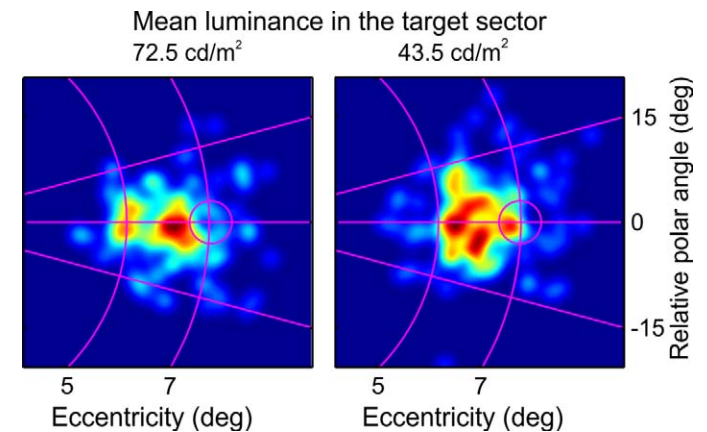 Mean luminance in the target sector
72.5 cd/m²
43.5 cd/m²
15
0
-15
Relative polar angle (deg)
5 7
5 7
Eccentricity (deg)
Eccentricity (deg)